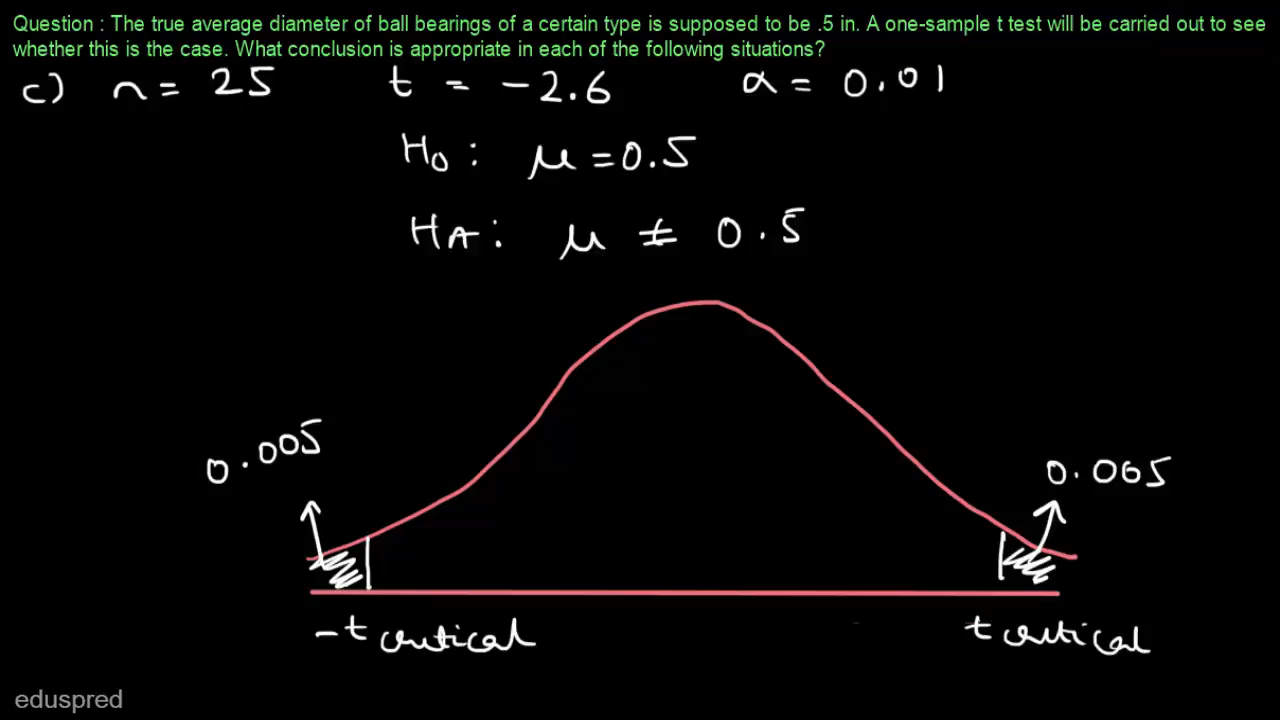 Question : The true average diameter of ball bearings of a certain type is supposed to be .5 in. A one-sample t test will be carried out to see
whether this is the case. What conclusion is appropriate in each of the following situations?
c) n = 25 t = -2.6 α = 0.01
H0 : μ = 0.5
HA : μ ≠ 0.5
0.005
0.005
-t critical
t critical
eduspred